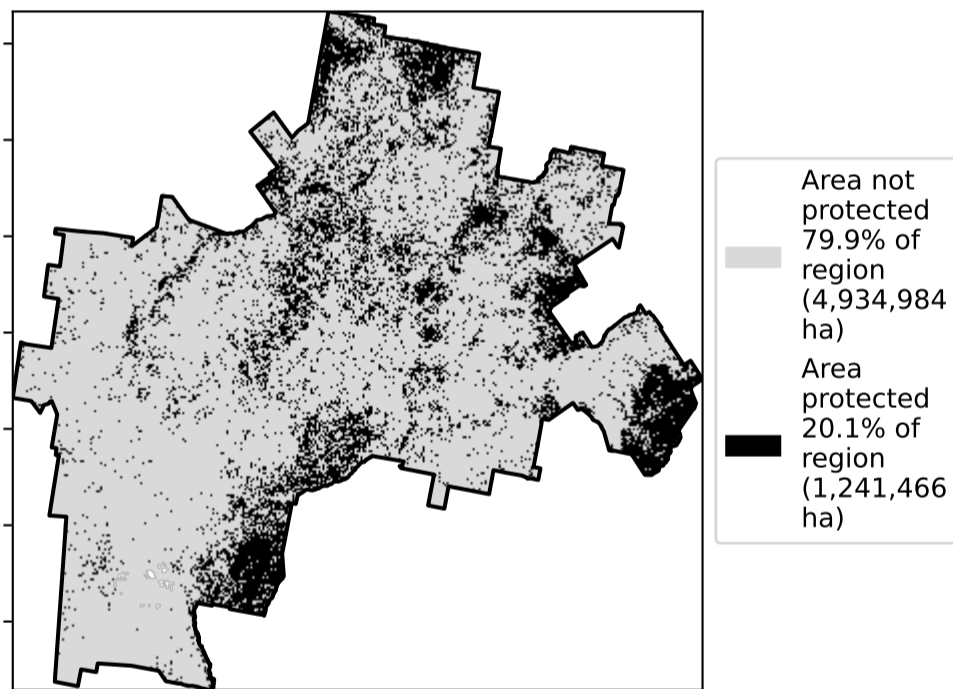 Area not
protected
79.9% of
region
(4,934,984
ha)
Area
protected
20.1% of
region
(1,241,466
ha)